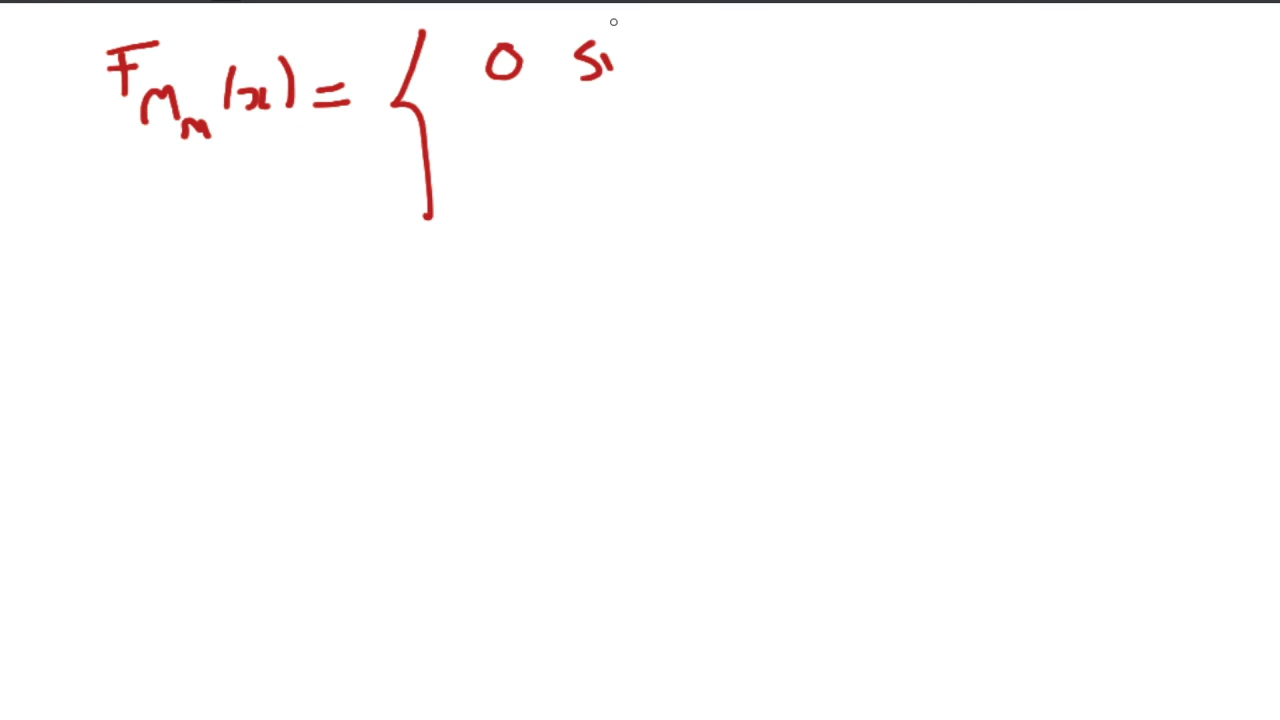 F_{M_n}(x) = { 0 si